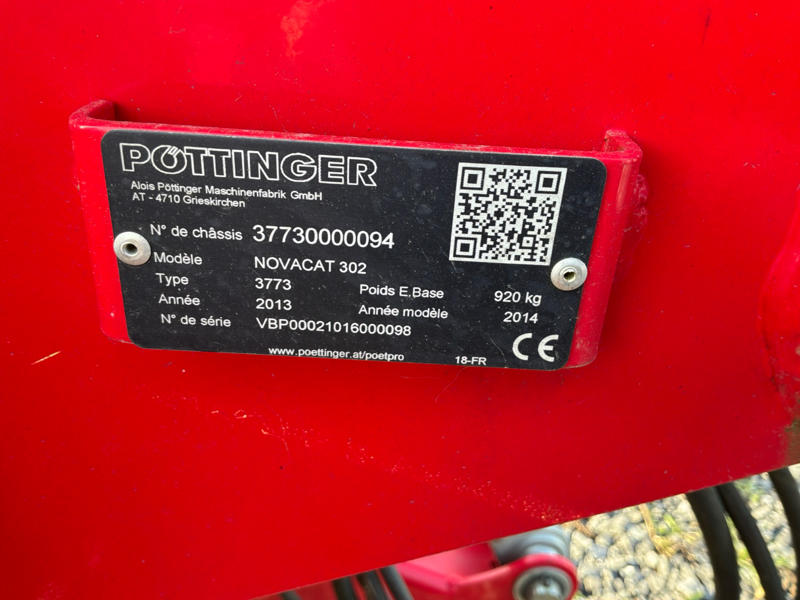 PÖTTINGER
Alois Pöttinger Maschinenfabrik GmbH
AT - 4710 Grieskirchen
N° de châssis 37730000094
Modèle NOVACAT 302
Type 3773 Poids E.Base 920 kg
Année 2013 Année modèle 2014
N° de série VBP00021016000098
www.poettinger.at/poetpro 18-FR CE